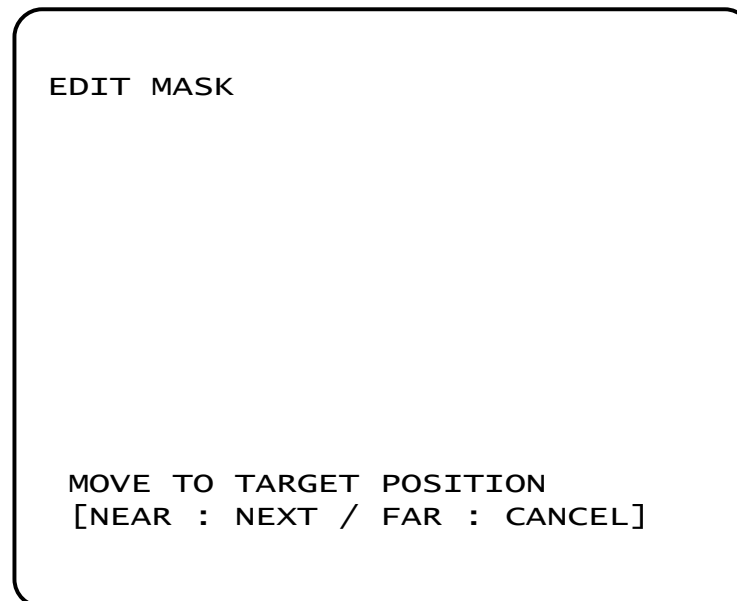 EDIT MASK
MOVE TO TARGET POSITION
[NEAR : NEXT / FAR : CANCEL]